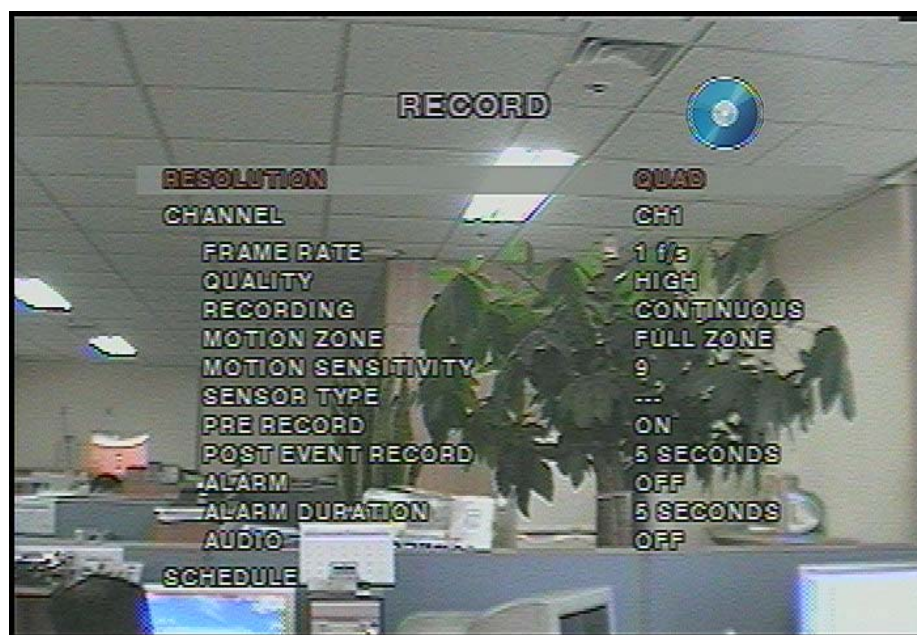 RECORD
RESOLUTION QUAD
CHANNEL CH1
FRAME RATE 1 f/s
QUALITY HIGH
RECORDING CONTINUOUS
MOTION ZONE FULL ZONE
MOTION SENSITIVITY 9
SENSOR TYPE ---
PRE RECORD ON
POST EVENT RECORD 5 SECONDS
ALARM OFF
ALARM DURATION 5 SECONDS
AUDIO OFF
SCHEDULE